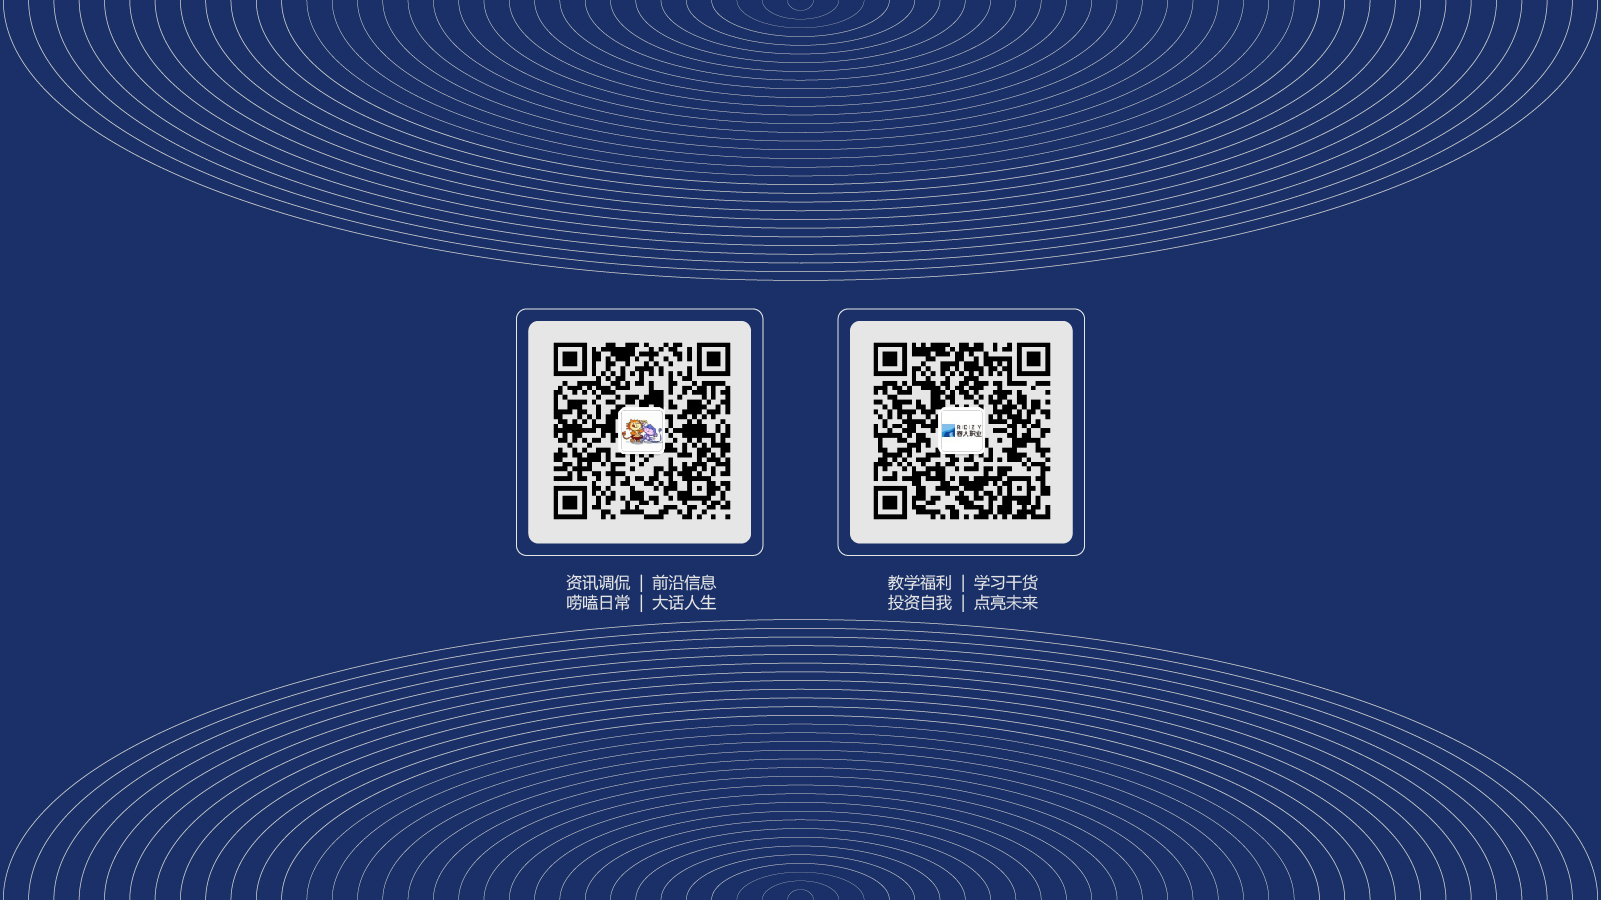 资讯调侃 | 前沿信息
唠嗑日常 | 大话人生
教学福利 | 学习干货
投资自我 | 点亮未来